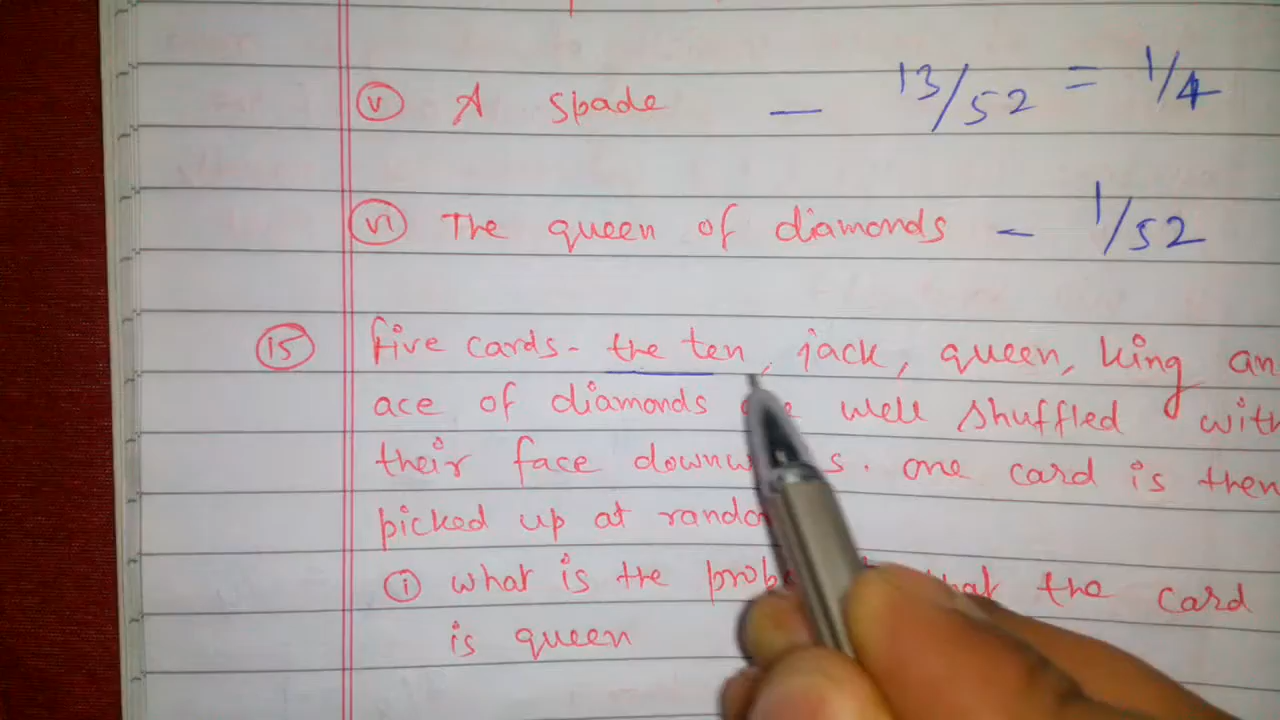 v A spade — 13/52 = 1/4
vi The queen of diamonds — 1/52
15 five cards - the ten, jack, queen, king an
ace of diamonds well shuffled with
their face one card is then
picked up at
i what is the the card
is queen